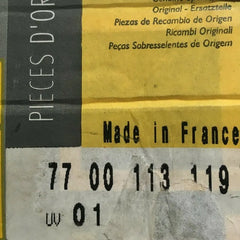 PIECES D'OR
Original - Ersatzteile
Piezas de Recambio de Origen
Ricambi Originali
Peças Sobresselentes de Origem
Made in France
77 00 113 119
UV 01